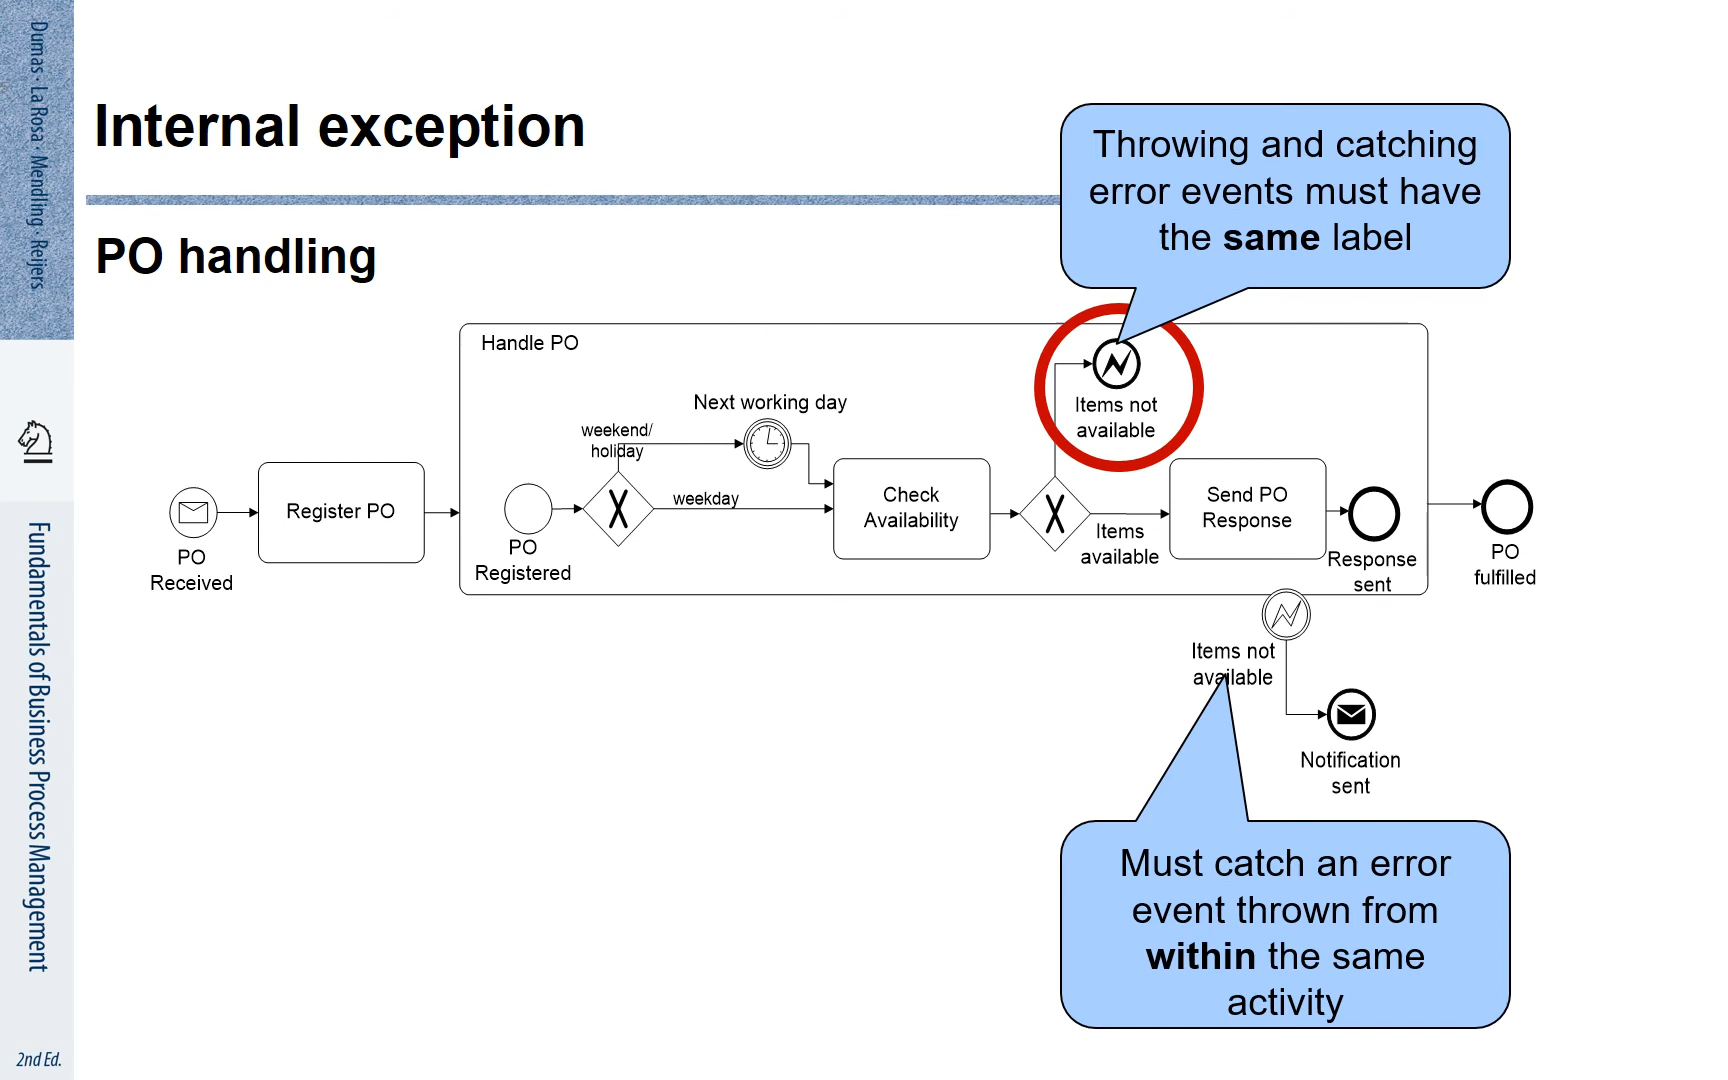 Dumas · La Rosa · Mendling · Reijers
Fundamentals of Business Process Management
2nd Ed.
Internal exception
PO handling
Throwing and catching
error events must have
the same label
Handle PO
Next working day
weekend/
holiday
weekday
Items not
available
Register PO
PO
Received
PO
Registered
X
Check
Availability
X
Items
available
Send PO
Response
Response
sent
PO
fulfilled
Items not
available
Notification
sent
Must catch an error
event thrown from
within the same
activity